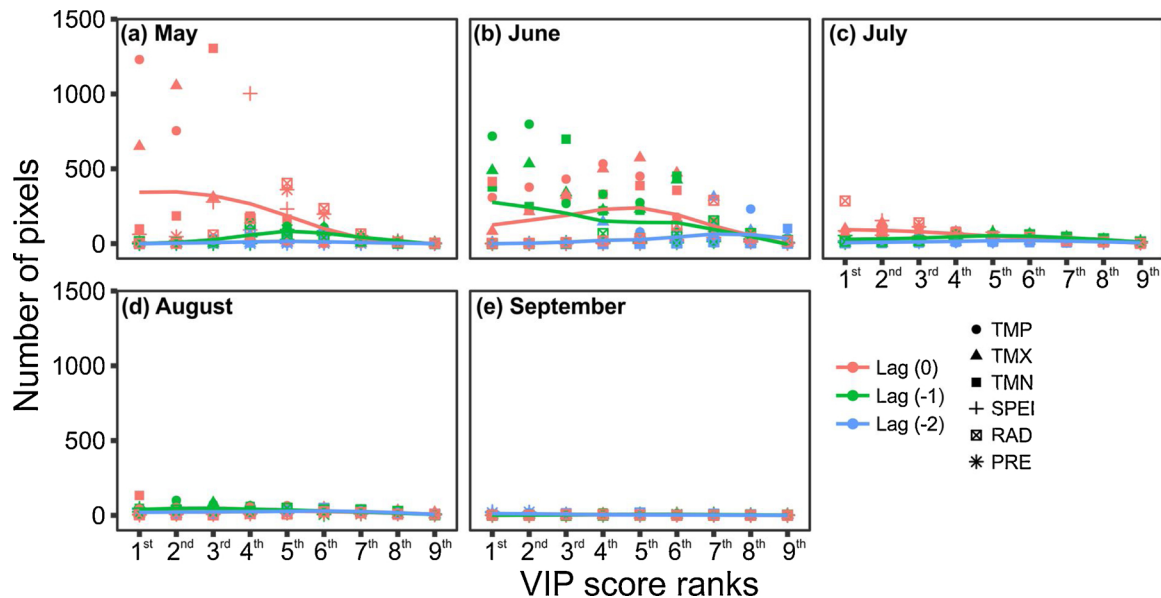 Number of pixels
1500
1000
500
0
(a) May
(b) June
(c) July
1st 2nd 3rd 4th 5th 6th 7th 8th 9th
1500
1000
500
0
(d) August
(e) September
1st 2nd 3rd 4th 5th 6th 7th 8th 9th
1st 2nd 3rd 4th 5th 6th 7th 8th 9th
VIP score ranks
Lag (0)
Lag (-1)
Lag (-2)
TMP
TMX
TMN
SPEI
RAD
PRE